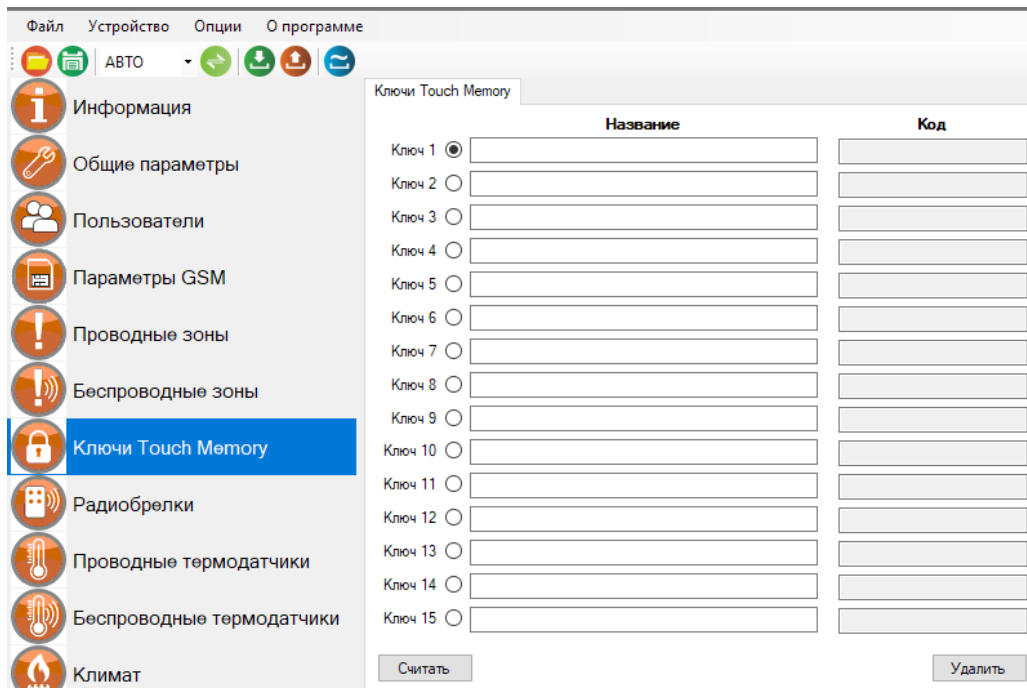 Файл Устройство Опции О программе
АВТО
Информация
Общие параметры
Пользователи
Параметры GSM
Проводные зоны
Беспроводные зоны
Ключи Touch Memory
Радиобрелки
Проводные термодатчики
Беспроводные термодатчики
Климат
Ключи Touch Memory
Название Код
Ключ 1
Ключ 2
Ключ 3
Ключ 4
Ключ 5
Ключ 6
Ключ 7
Ключ 8
Ключ 9
Ключ 10
Ключ 11
Ключ 12
Ключ 13
Ключ 14
Ключ 15
Считать Удалить